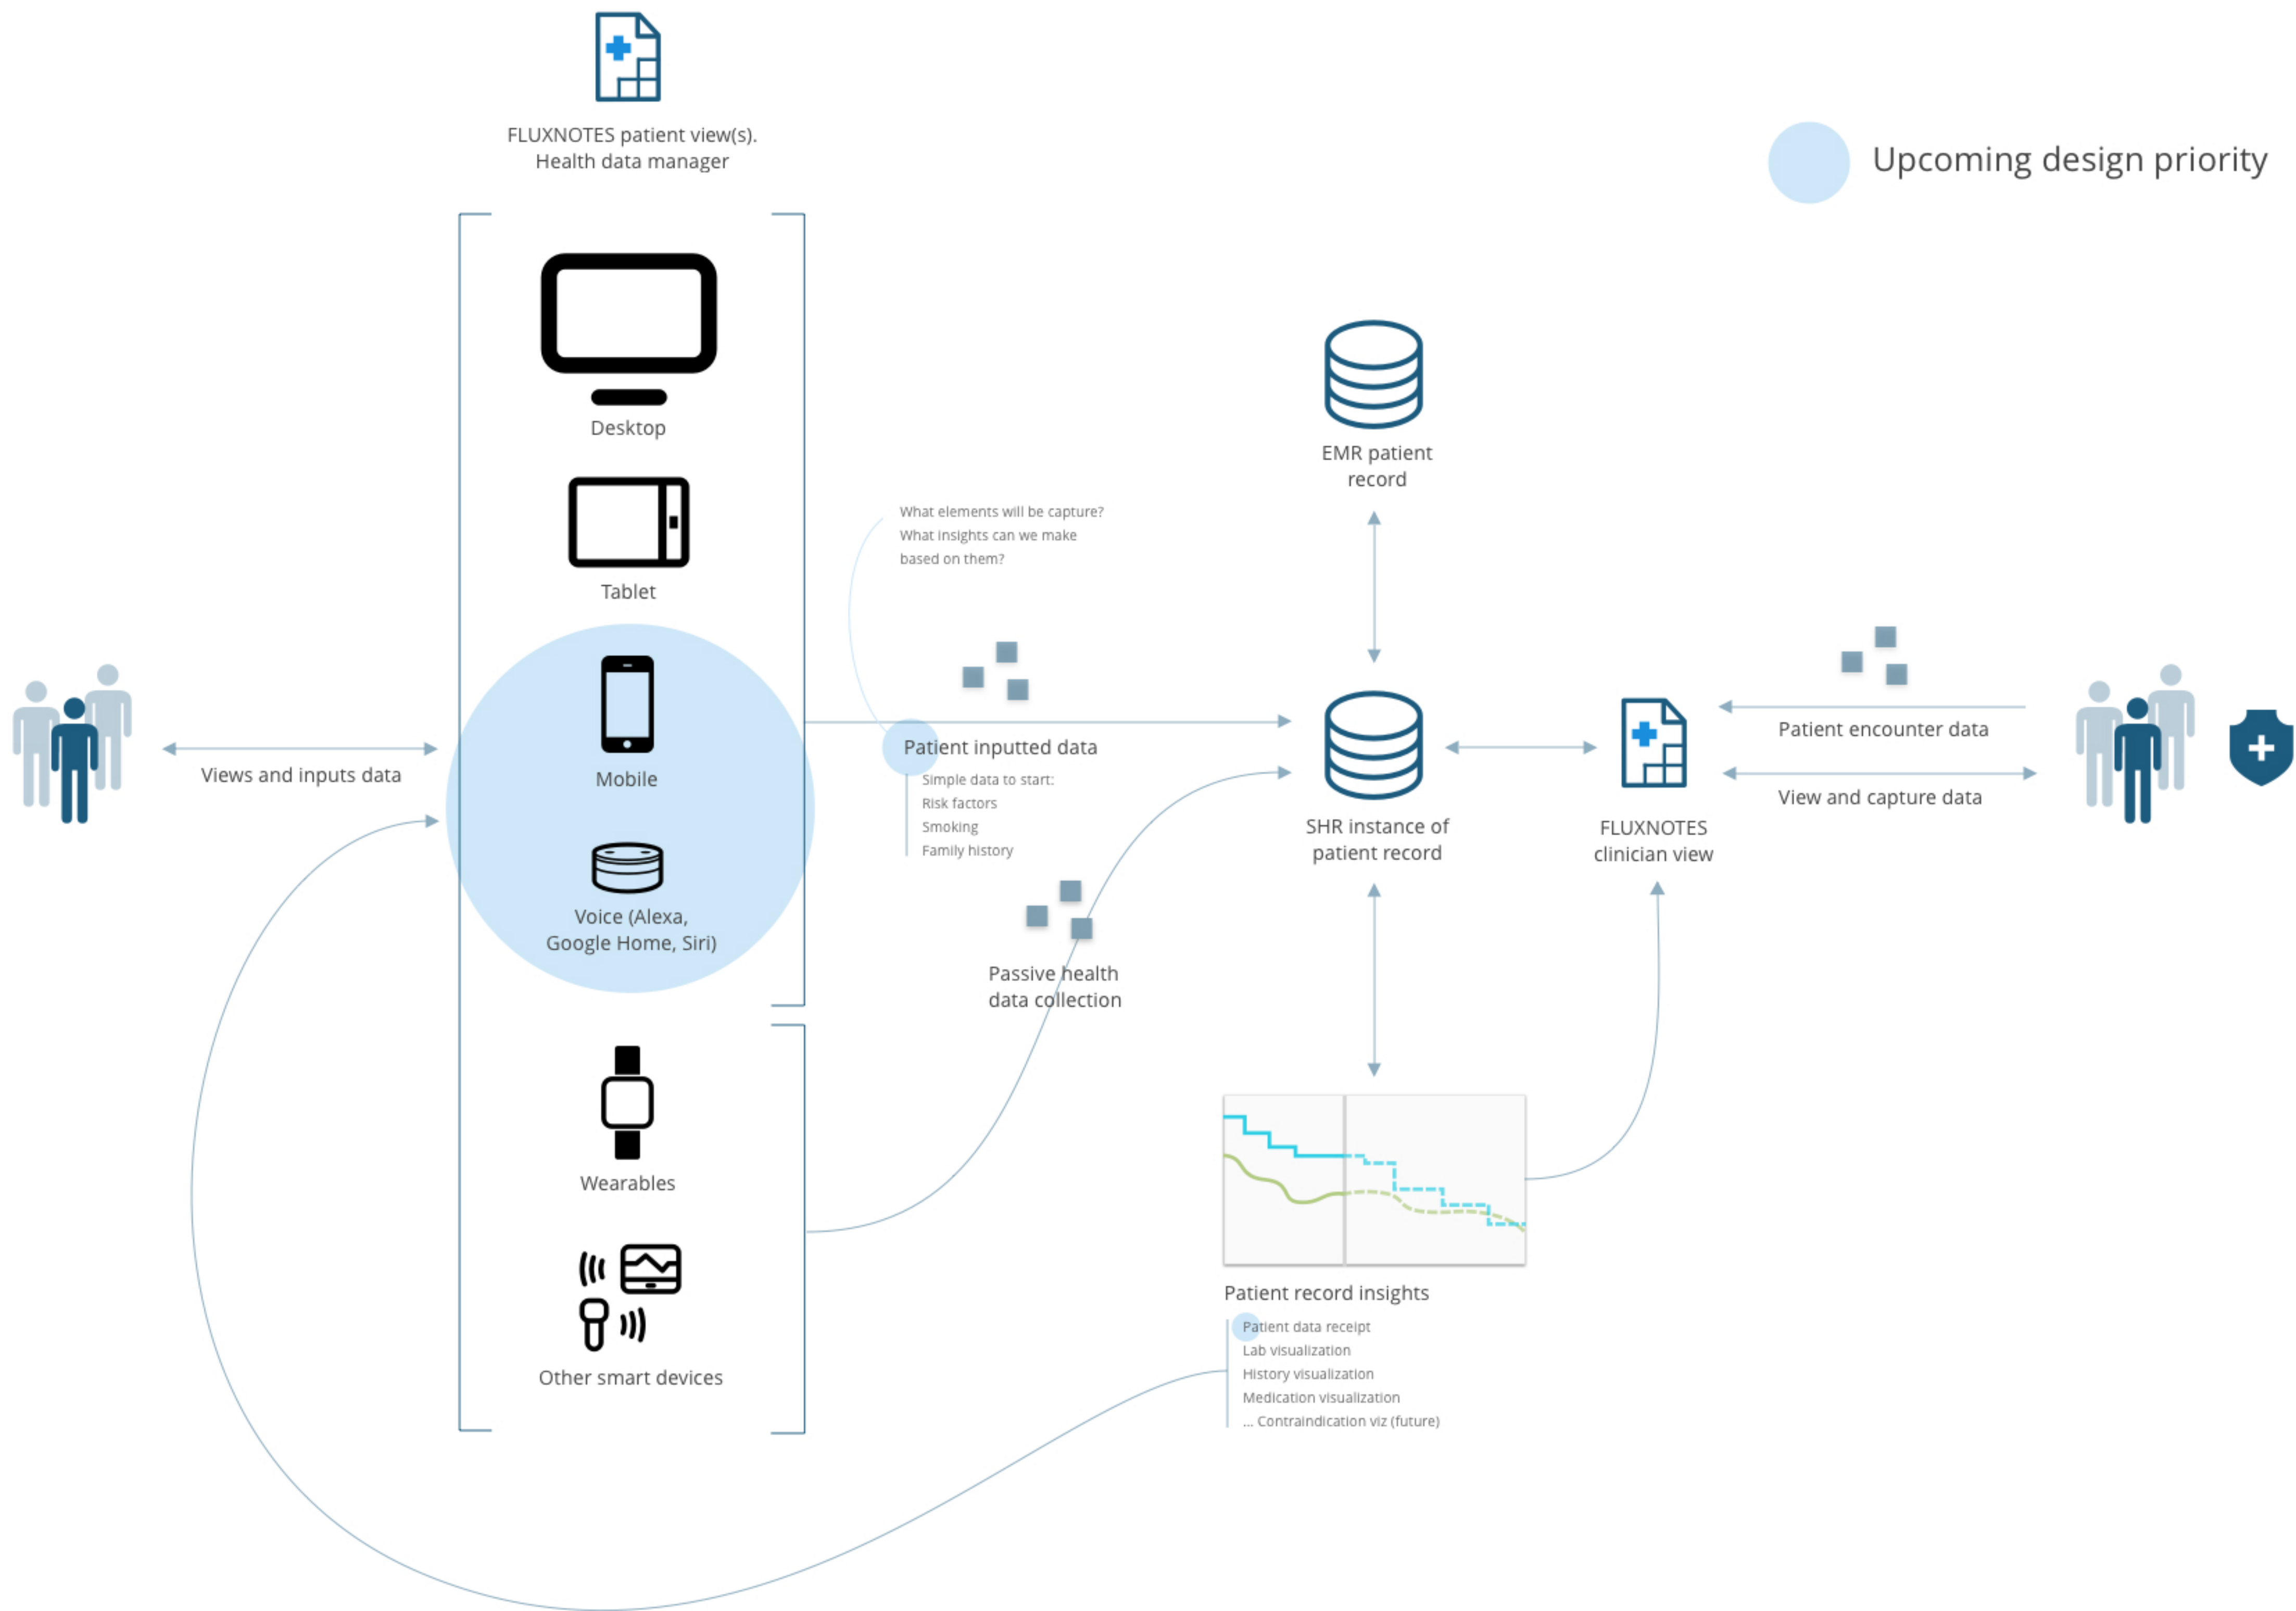 FLUXNOTES patient view(s).
Health data manager
Upcoming design priority
Desktop
Tablet
Mobile
Voice (Alexa,
Google Home, Siri)
Wearables
Other smart devices
Views and inputs data
What elements will be capture?
What insights can we make
based on them?
Patient inputted data
Simple data to start:
Risk factors
Smoking
Family history
Passive health
data collection
EMR patient
record
SHR instance of
patient record
FLUXNOTES
clinician view
Patient encounter data
View and capture data
Patient record insights
Patient data receipt
Lab visualization
History visualization
Medication visualization
... Contraindication viz (future)